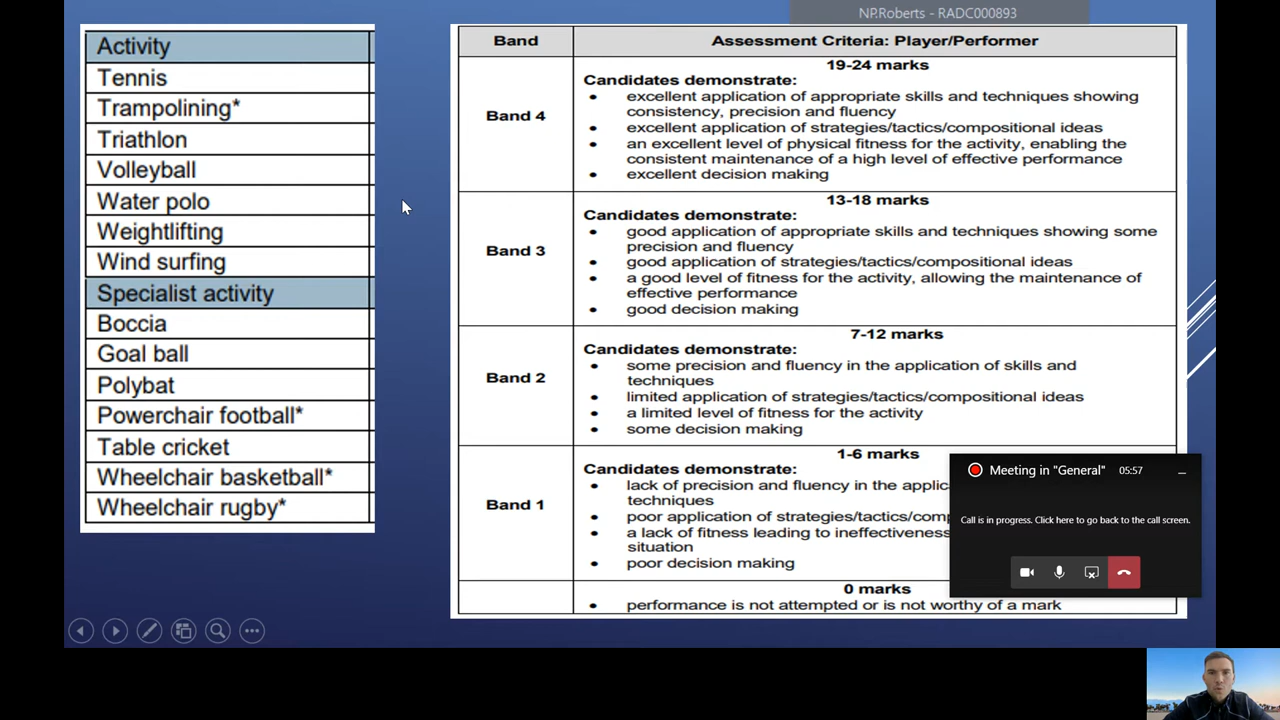 NP.Roberts - RADC000893
Activity
Tennis
Trampolining*
Triathlon
Volleyball
Water polo
Weightlifting
Wind surfing
Specialist activity
Boccia
Goal ball
Polybat
Powerchair football*
Table cricket
Wheelchair basketball*
Wheelchair rugby*
Band
Assessment Criteria: Player/Performer
Band 4
19-24 marks
Candidates demonstrate:
• excellent application of appropriate skills and techniques showing
consistency, precision and fluency
• excellent application of strategies/tactics/compositional ideas
• an excellent level of physical fitness for the activity, enabling the
consistent maintenance of a high level of effective performance
• excellent decision making
Band 3
13-18 marks
Candidates demonstrate:
• good application of appropriate skills and techniques showing some
precision and fluency
• good application of strategies/tactics/compositional ideas
• a good level of fitness for the activity, allowing the maintenance of
effective performance
• good decision making
Band 2
7-12 marks
Candidates demonstrate:
• some precision and fluency in the application of skills and
techniques
• limited application of strategies/tactics/compositional ideas
• a limited level of fitness for the activity
• some decision making
Band 1
1-6 marks
Candidates demonstrate:
• lack of precision and fluency in the applic
techniques
• poor application of strategies/tactics/com
• a lack of fitness leading to ineffectiveness
situation
• poor decision making
0 marks
• performance is not attempted or is not worthy of a mark
Meeting in "General" 05:57
Call is in progress. Click here to go back to the call screen.